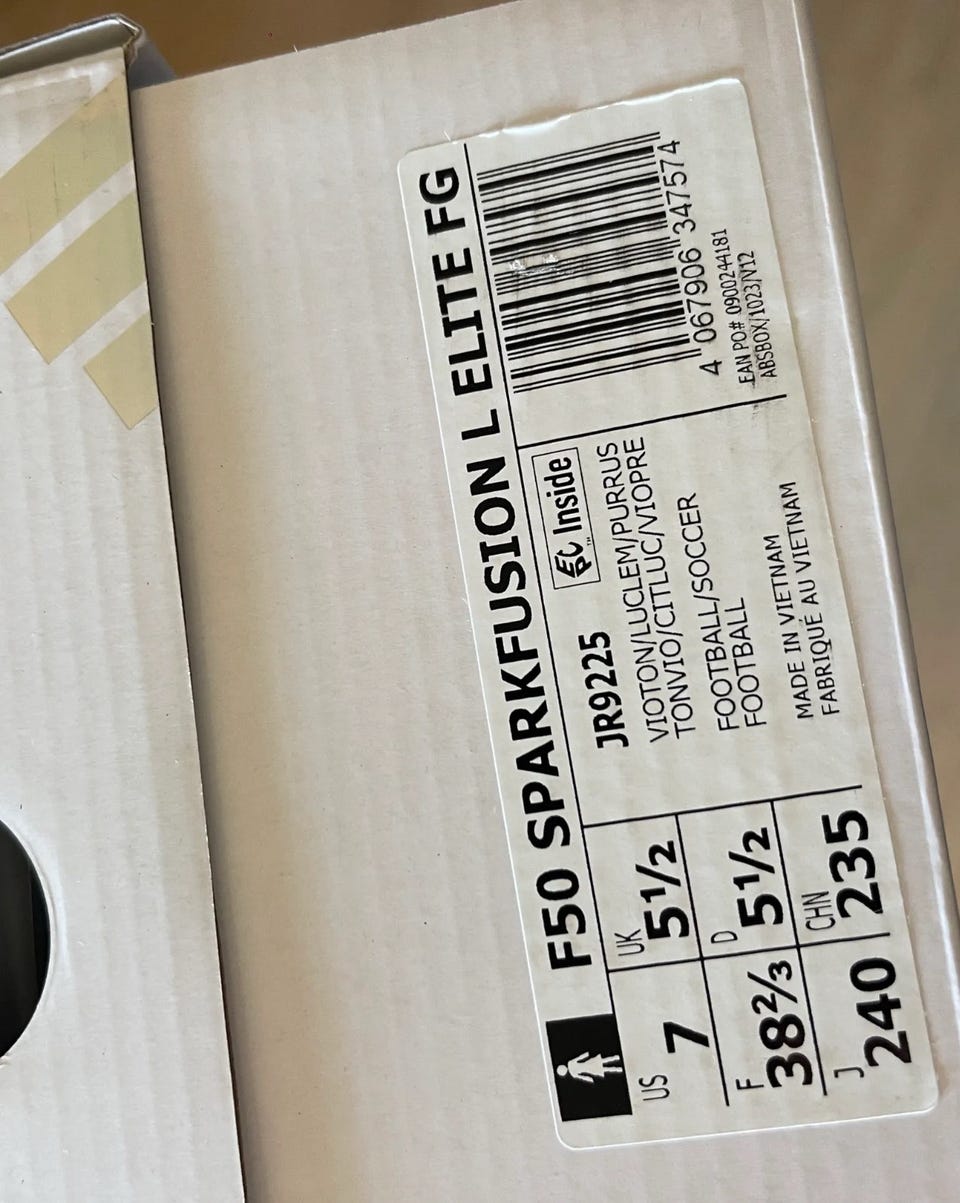 F50 SPARKFUSION L ELITE FG
US
7
UK
5½
F
38⅔
D
5½
J
240
CHN
235
JR9225
Inside
VIOTON/LUCLEM/PURRUS
TONVIO/CITLUC/VIOPRE
FOOTBALL/SOCCER
FOOTBALL
MADE IN VIETNAM
FABRIQUÉ AU VIETNAM
4 067906 347574
EAN PO# 0900244181
ABSBOX/1023/V12